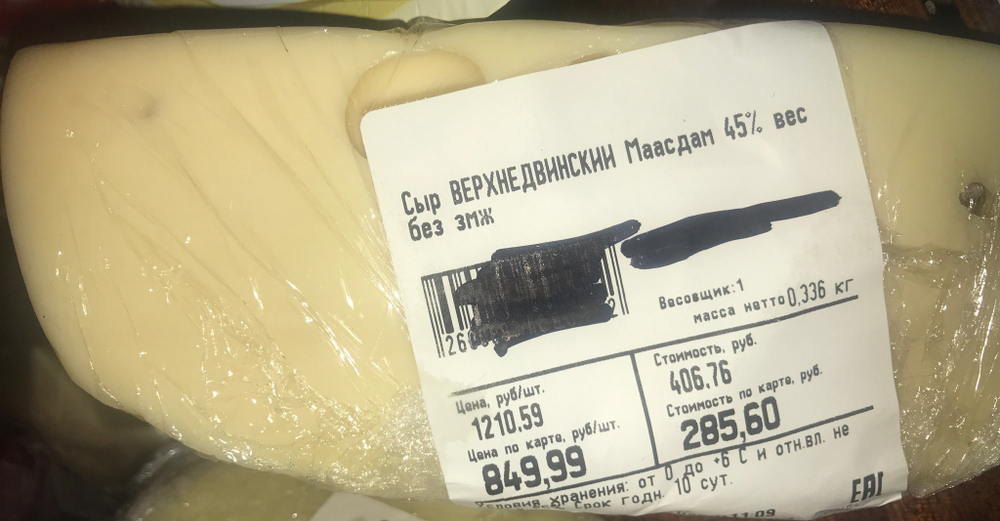 Сыр ВЕРХНЕДВИНСКИЙ Маасдам 45% вес
без змж
Весовщик:1
масса нетто 0,336 кг
Цена, руб/шт.
1210.59
Цена по карте, руб/шт.
849,99
Стоимость, руб.
406.76
Стоимость по карте, руб.
285,60
Условия хранения: от 0 до +6 С и отн.вл. не
Срок годн. 10 сут.
EAC